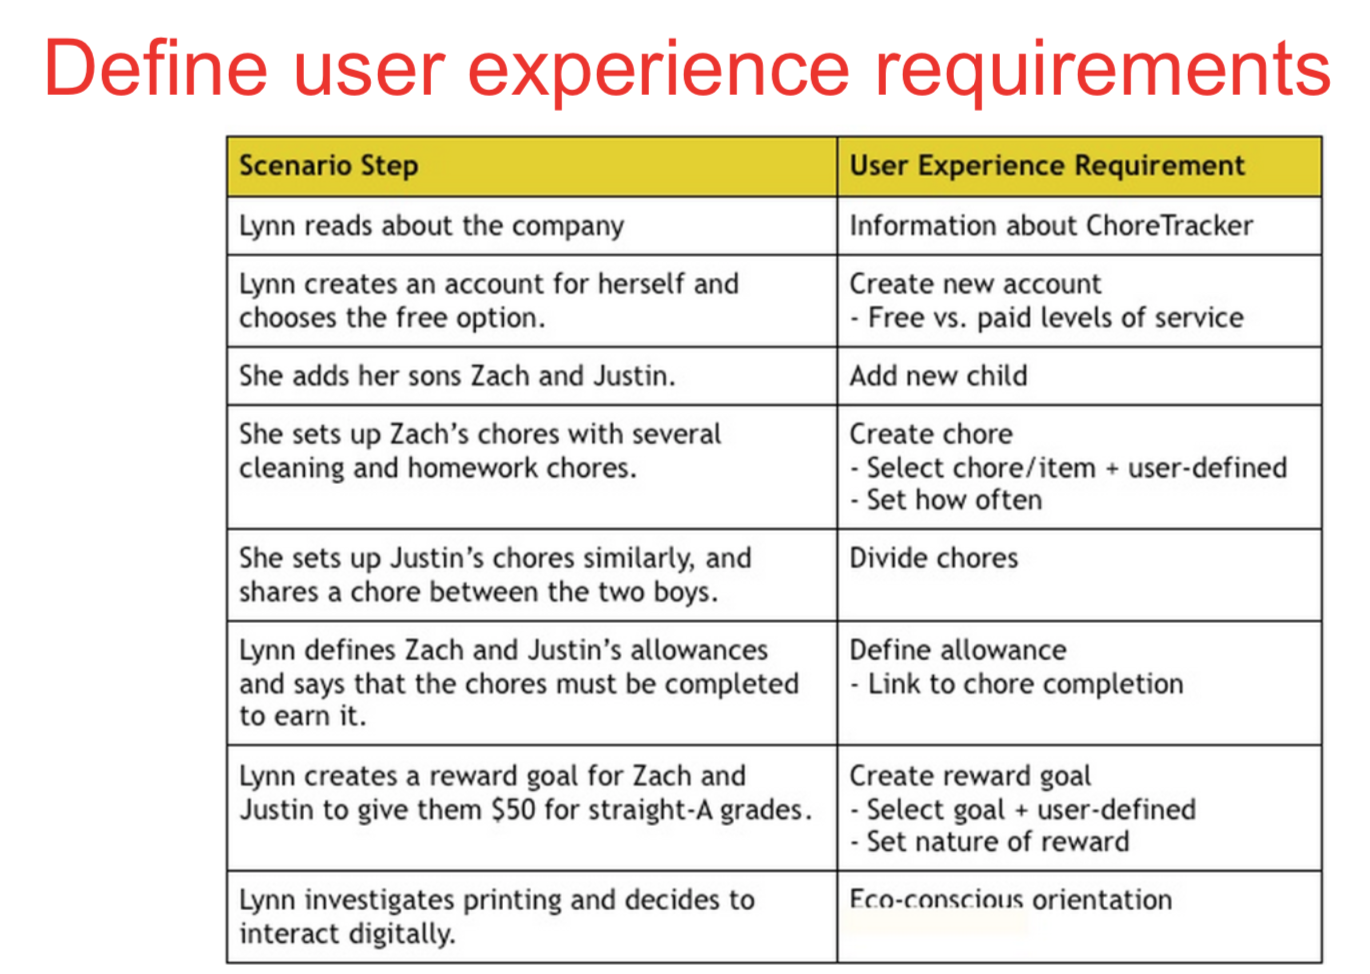 Define user experience requirements
Scenario Step
User Experience Requirement
Lynn reads about the company
Information about ChoreTracker
Lynn creates an account for herself and
chooses the free option.
Create new account
- Free vs. paid levels of service
She adds her sons Zach and Justin.
Add new child
She sets up Zach's chores with several
cleaning and homework chores.
Create chore
- Select chore/item + user-defined
- Set how often
She sets up Justin's chores similarly, and
shares a chore between the two boys.
Divide chores
Lynn defines Zach and Justin's allowances
and says that the chores must be completed
to earn it.
Define allowance
- Link to chore completion
Lynn creates a reward goal for Zach and
Justin to give them $50 for straight-A grades.
Create reward goal
- Select goal + user-defined
- Set nature of reward
Lynn investigates printing and decides to
interact digitally.
Eco-conscious orientation